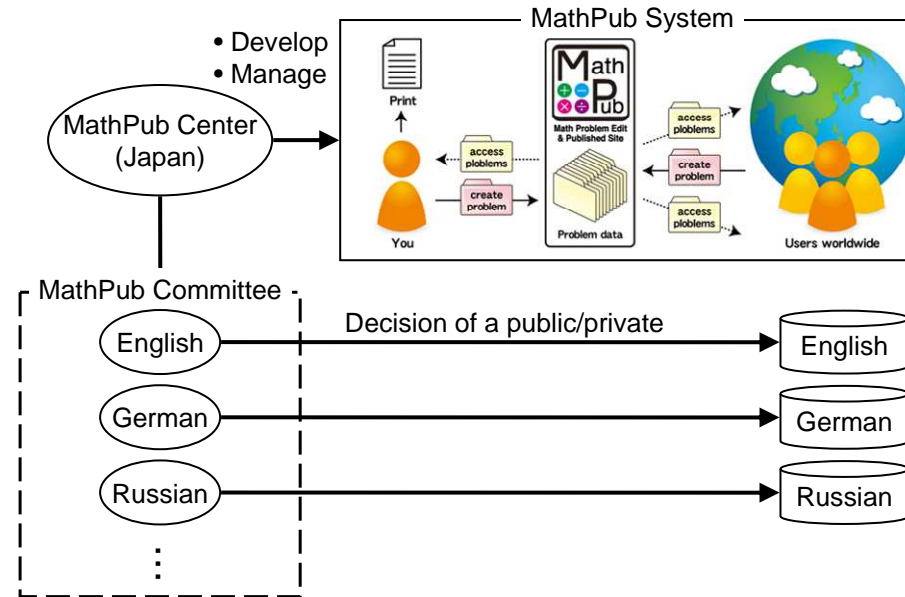 MathPub System
• Develop
• Manage
MathPub Center
(Japan)
Print
Math
Pub
Math Problem Edit
& Published Site
access
ploblems
create
problem
You
Problem data
access
ploblems
create
problem
access
ploblems
Users worldwide
MathPub Committee
English
Decision of a public/private
English
German
German
Russian
Russian